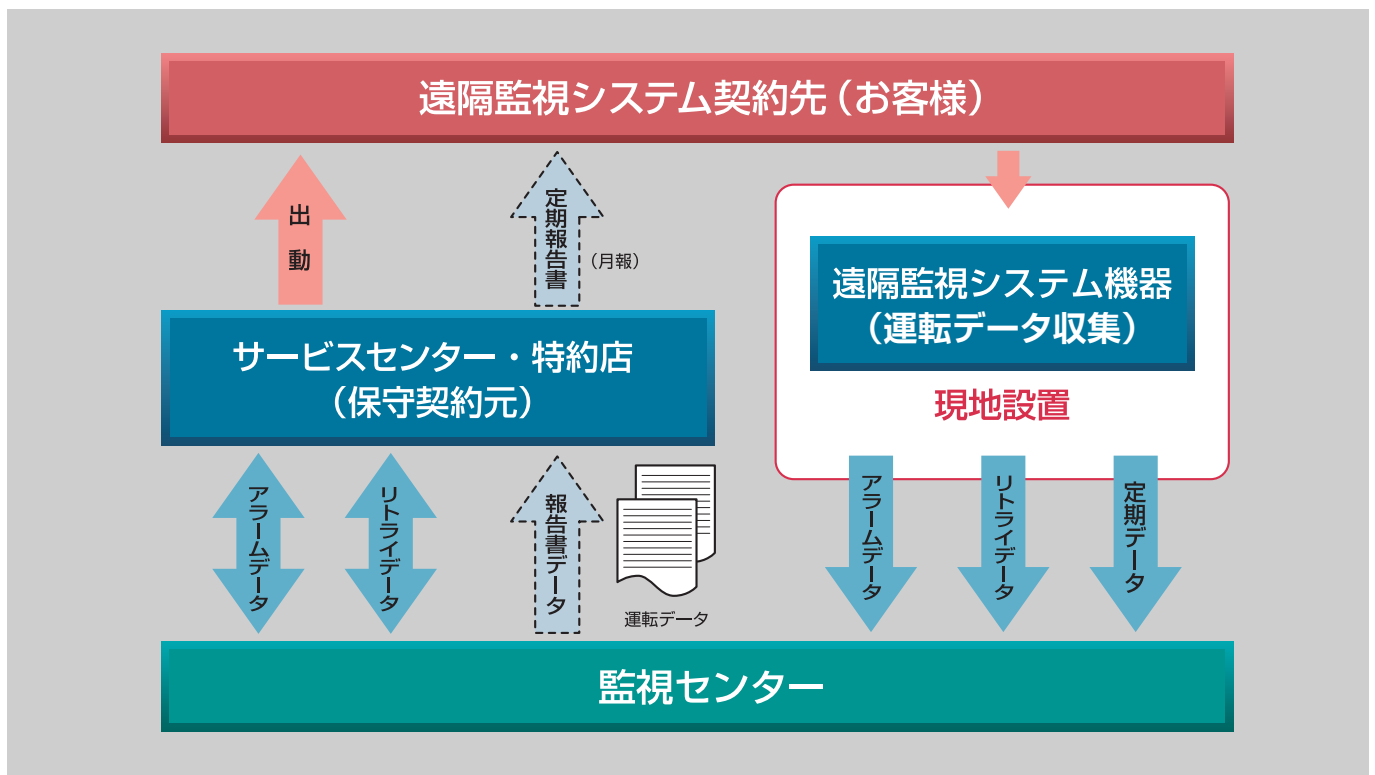 遠隔監視システム契約先（お客様）
出動
定期報告書
（月報）
遠隔監視システム機器
（運転データ収集）
現地設置
サービスセンター・特約店
（保守契約元）
アラームデータ
リトライデータ
報告書データ
運転データ
アラームデータ
リトライデータ
定期データ
監視センター